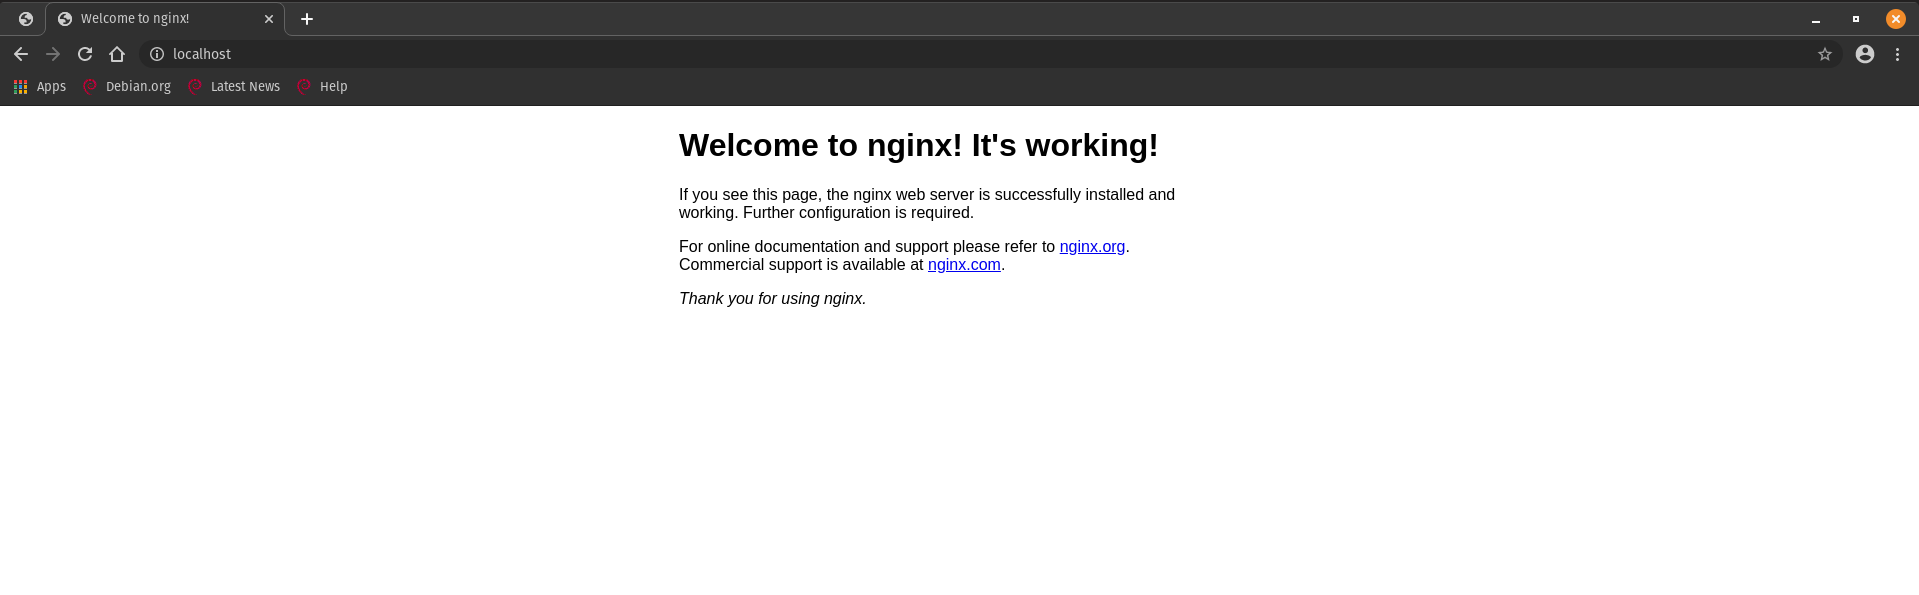 Welcome to nginx!
localhost
Apps Debian.org Latest News Help
Welcome to nginx! It's working!
If you see this page, the nginx web server is successfully installed and
working. Further configuration is required.
For online documentation and support please refer to nginx.org.
Commercial support is available at nginx.com.
Thank you for using nginx.